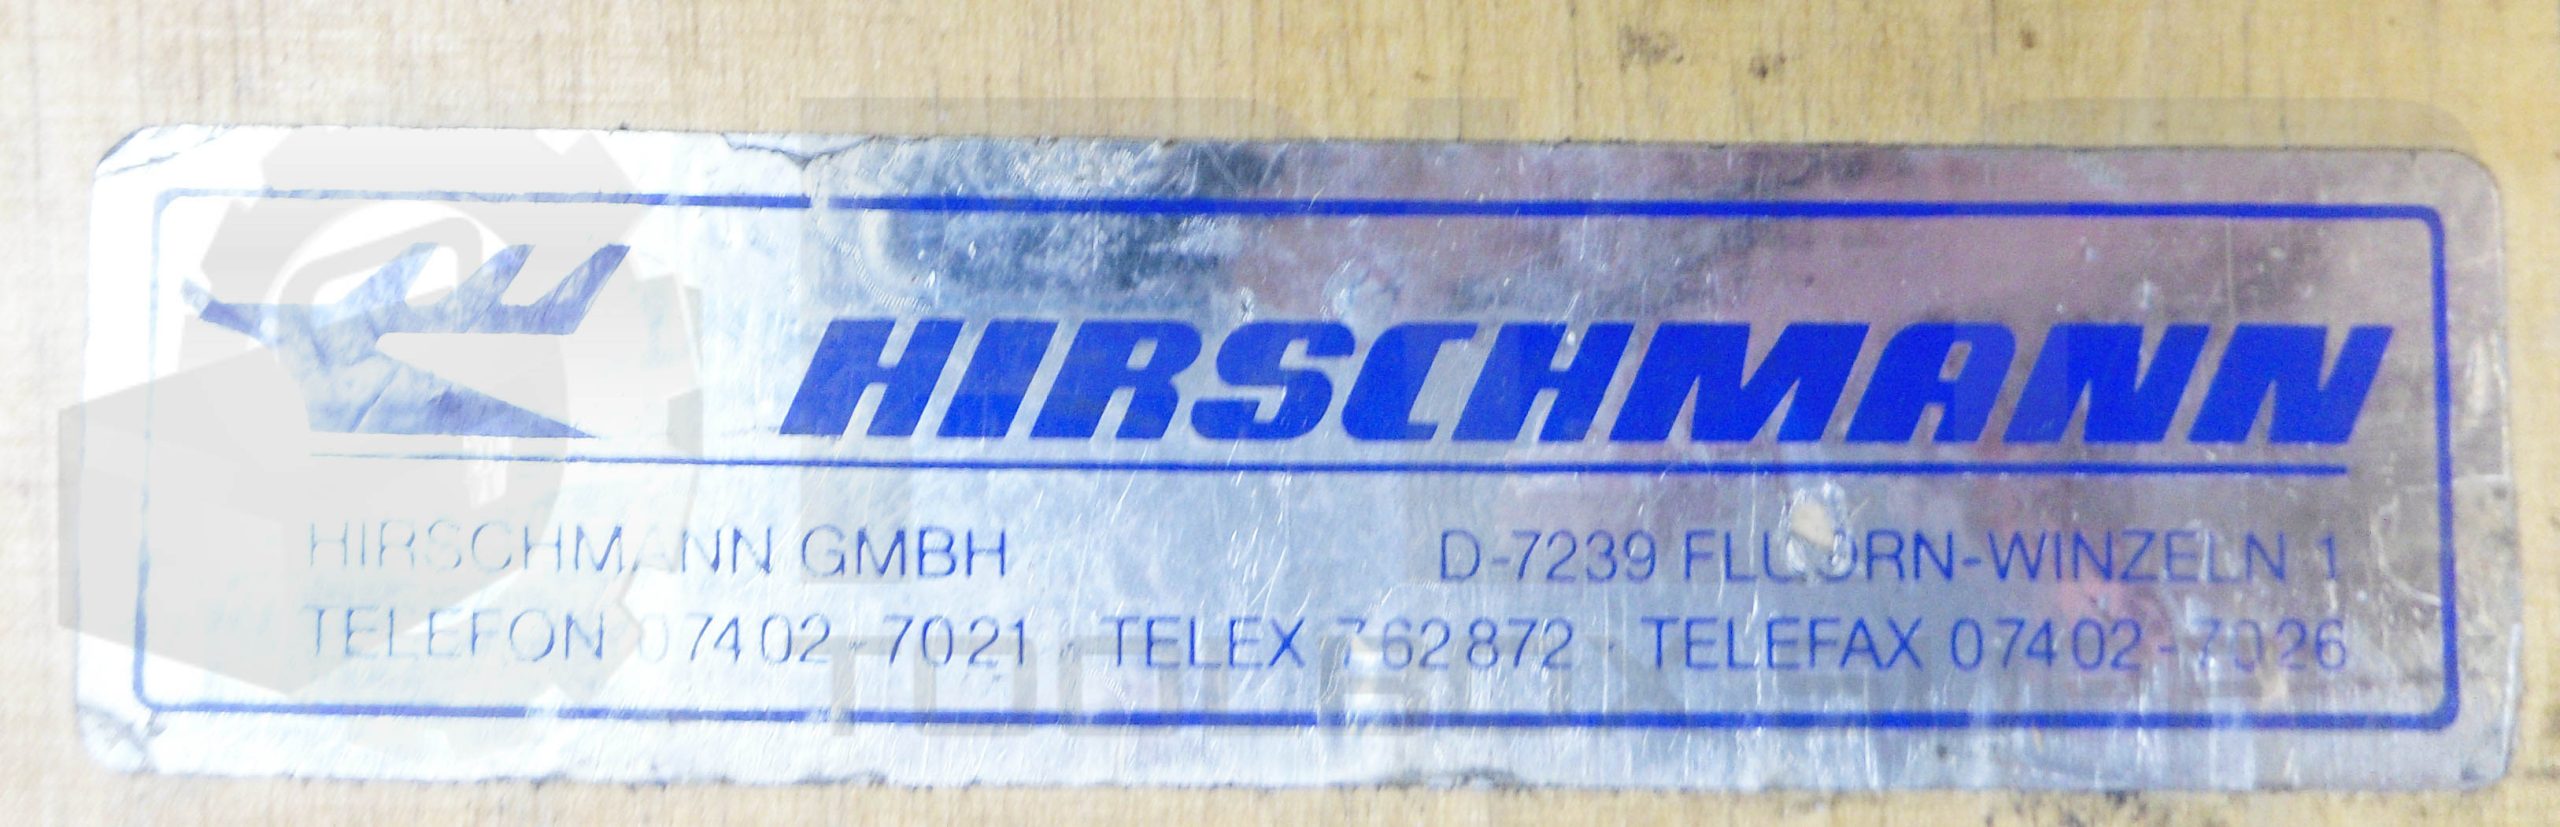 HIRSCHMANN
HIRSCHMANN GMBH D-7239 FLUORN-WINZELN 1
TELEFON 07402-7021 · TELEX 762872 · TELEFAX 07402-7026